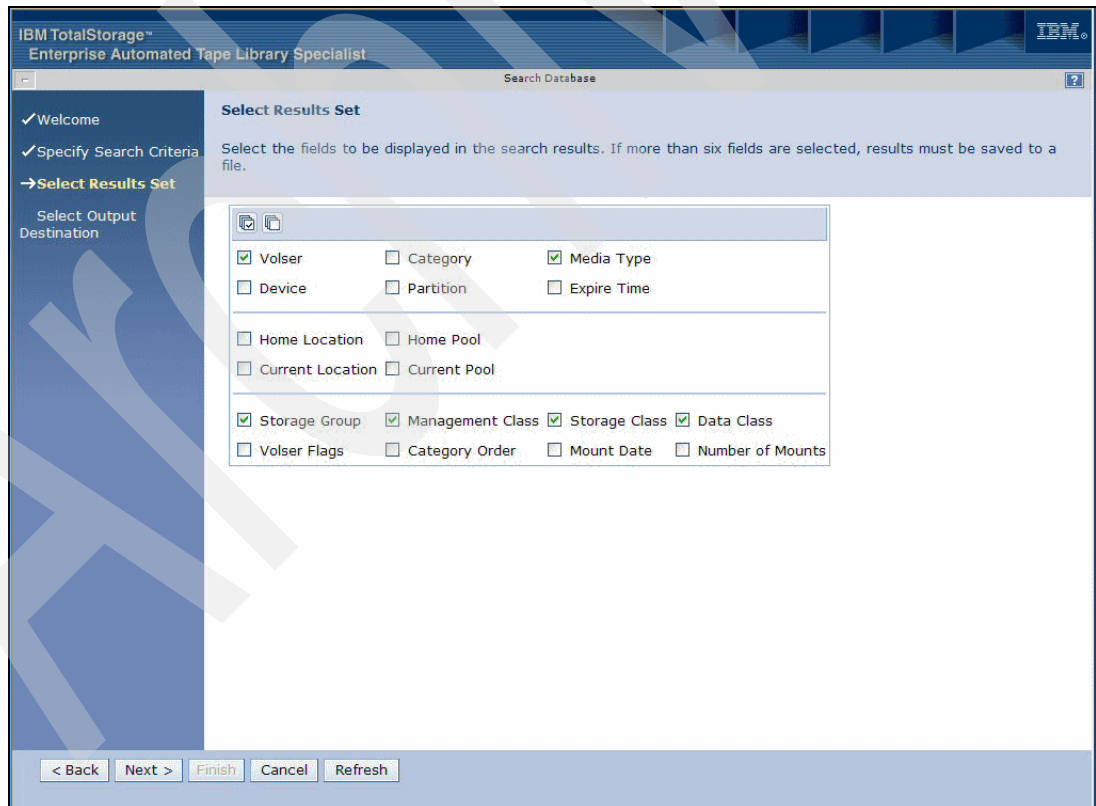 IBM TotalStorage™
Enterprise Automated Tape Library Specialist
IBM®
Search Database
?
✓Welcome
✓Specify Search Criteria
→Select Results Set
Select Output
Destination
Select Results Set
Select the fields to be displayed in the search results. If more than six fields are selected, results must be saved to a
file.
Volser Category Media Type
Device Partition Expire Time
Home Location Home Pool
Current Location Current Pool
Storage Group Management Class Storage Class Data Class
Volser Flags Category Order Mount Date Number of Mounts
< Back Next > Finish Cancel Refresh